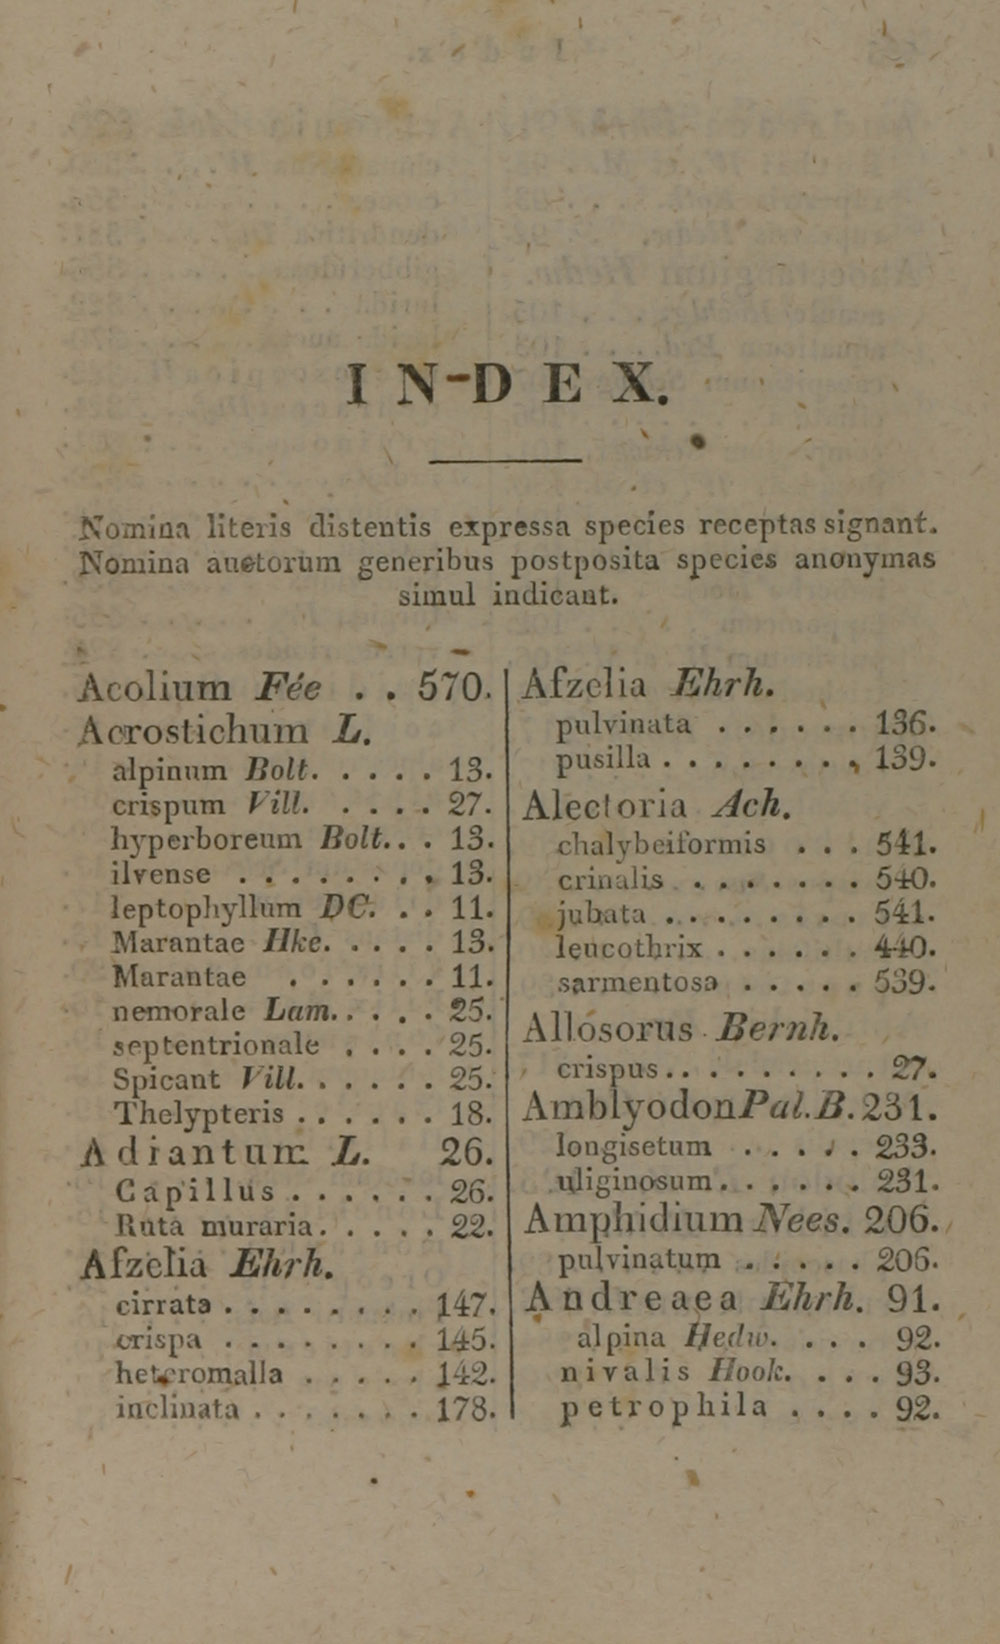 INDEX.
Nomina literis distentis expressa species receptas signant.
Nomina auctorum generibus postposita species anonymas
simul indicant.
Acolium Fée . . 570.
Acrostichum L.
alpinum Bolt. . . . . 13.
crispum Vill. . . . . 27.
hyperboreum Bolt. . . 13.
ilvense . . . . . . . . 13.
leptophyllum DC. . . 11.
Marantae Hke. . . . . 13.
Marantae . . . . . . 11.
nemorale Lam. . . . . 25.
septentrionale . . . . 25.
Spicant Vill. . . . . . 25.
Thelypteris . . . . . . 18.
Adiantum L. 26.
Capillus . . . . . . 26.
Ruta muraria. . . . . 22.
Afzelia Ehrh.
cirrata . . . . . . . . 147.
crispa . . . . . . . . 145.
heteromalla . . . . . 142.
inclinata . . . . . . . 178.
Afzelia Ehrh.
pulvinata . . . . . . 136.
pusilla . . . . . . . . 139.
Alectoria Ach.
chalybeiformis . . . 541.
crinalis . . . . . . . 540.
jubata . . . . . . . . 541.
leucothrix . . . . . . 440.
sarmentosa . . . . . 539.
Allosorus Bernh.
crispus . . . . . . . . . 27.
Amblyodon Pal. B. 231.
longisetum . . . . . 233.
uliginosum . . . . . . 231.
Amphidium Nees. 206.
pulvinatum . . . . . 206.
Andreaea Ehrh. 91.
alpina Hedw. . . . 92.
nivalis Hook. . . . 93.
petrophila . . . . 92.